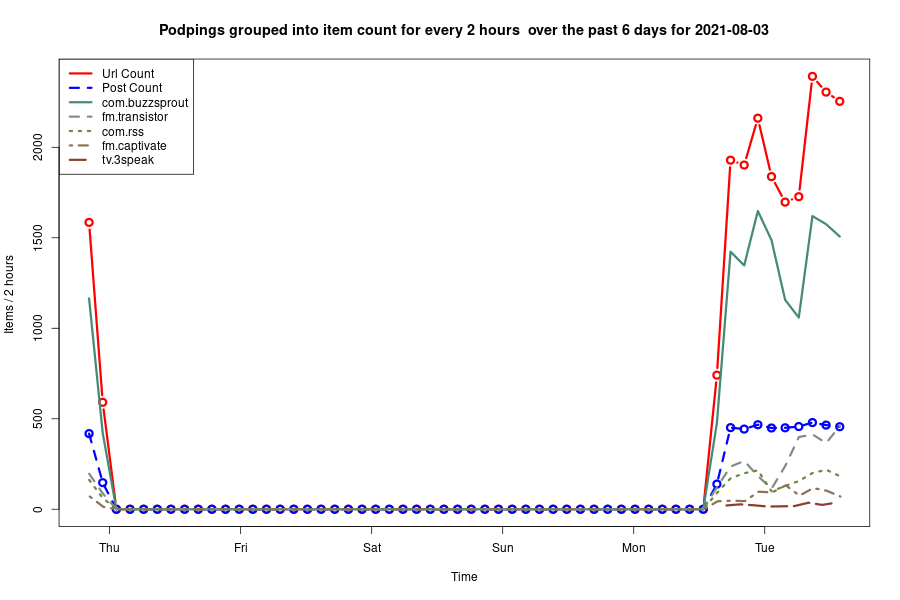 Podpings grouped into item count for every 2 hours  over the past 6 days for 2021-08-03
Url Count
Post Count
com.buzzsprout
fm.transistor
com.rss
fm.captivate
tv.3speak
Items / 2 hours
2000
1500
1000
500
0
Thu Fri Sat Sun Mon Tue
Time